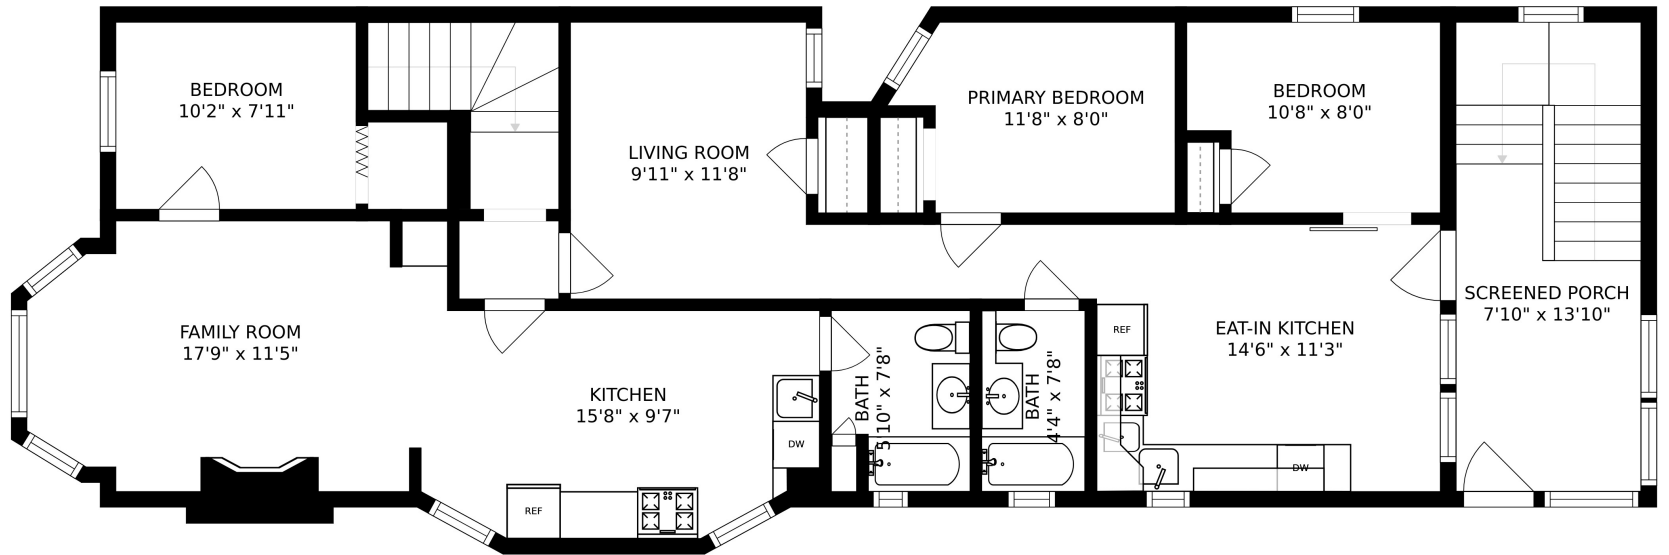 BEDROOM
10'2" x 7'11"
LIVING ROOM
9'11" x 11'8"
PRIMARY BEDROOM
11'8" x 8'0"
BEDROOM
10'8" x 8'0"
FAMILY ROOM
17'9" x 11'5"
KITCHEN
15'8" x 9'7"
DW
REF
BATH
5'10" x 7'8"
BATH
4'4" x 7'8"
REF
EAT-IN KITCHEN
14'6" x 11'3"
DW
SCREENED PORCH
7'10" x 13'10"